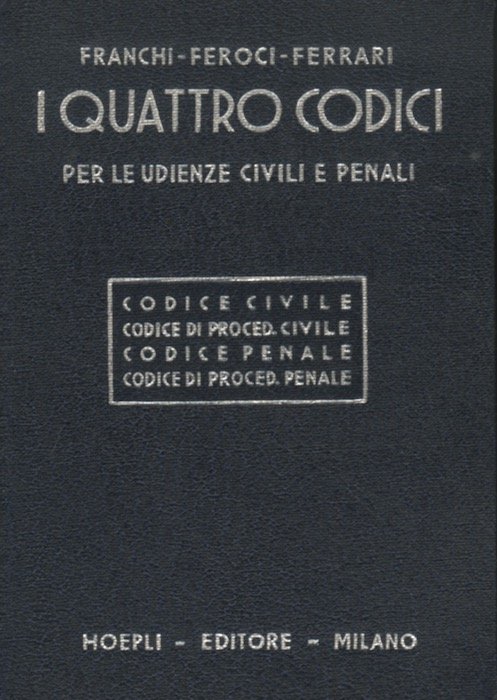 FRANCHI-FEROCI-FERRARI
I QUATTRO CODICI
PER LE UDIENZE CIVILI E PENALI
CODICE CIVILE
CODICE DI PROCED. CIVILE
CODICE PENALE
CODICE DI PROCED. PENALE
HOEPLI - EDITORE - MILANO